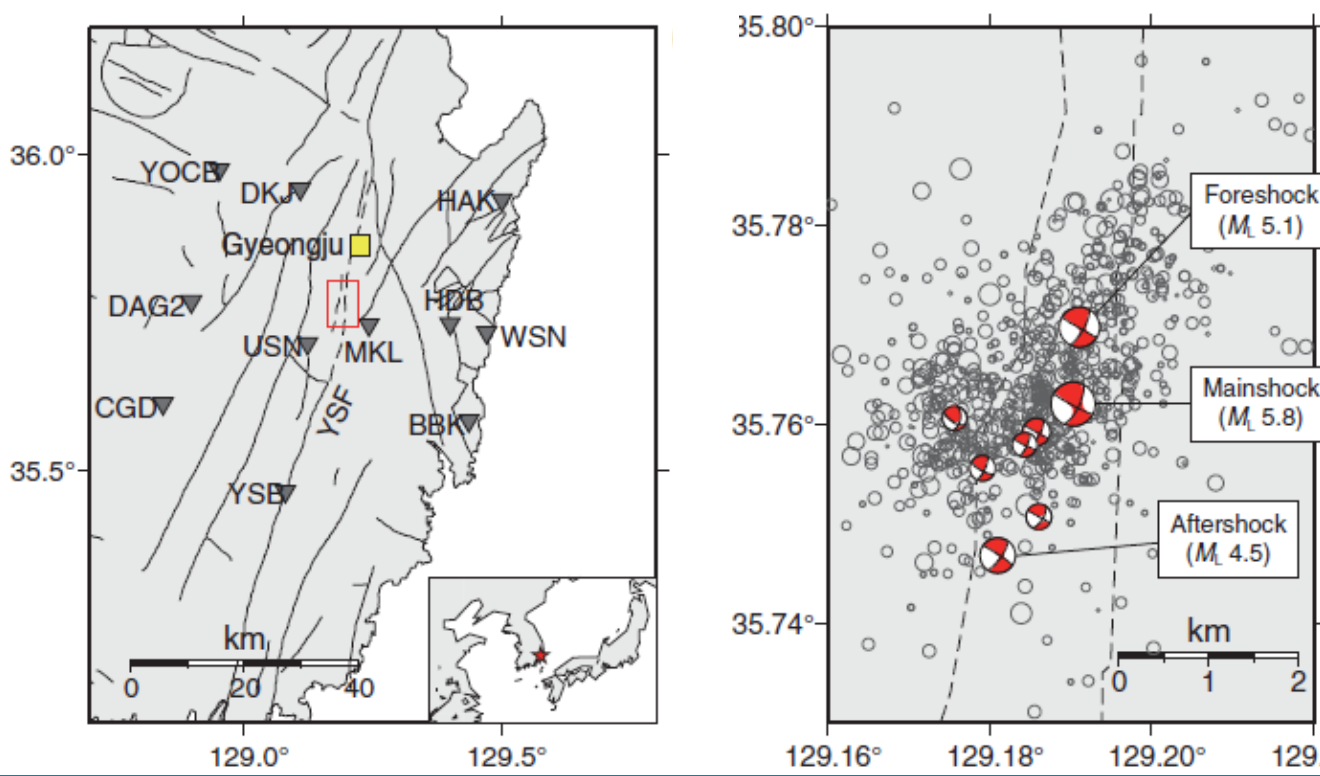 36.0°
35.5°
129.0°
129.5°
YOCB
DKJ
HAK
Gyeongju
DAG2
HDB
USN
MKL
WSN
CGD
YSF
BBK
YSB
km
0 20 40
35.80°
35.78°
35.76°
35.74°
129.16°
129.18°
129.20°
129.
Foreshock
(ML 5.1)
Mainshock
(ML 5.8)
Aftershock
(ML 4.5)
km
0 1 2